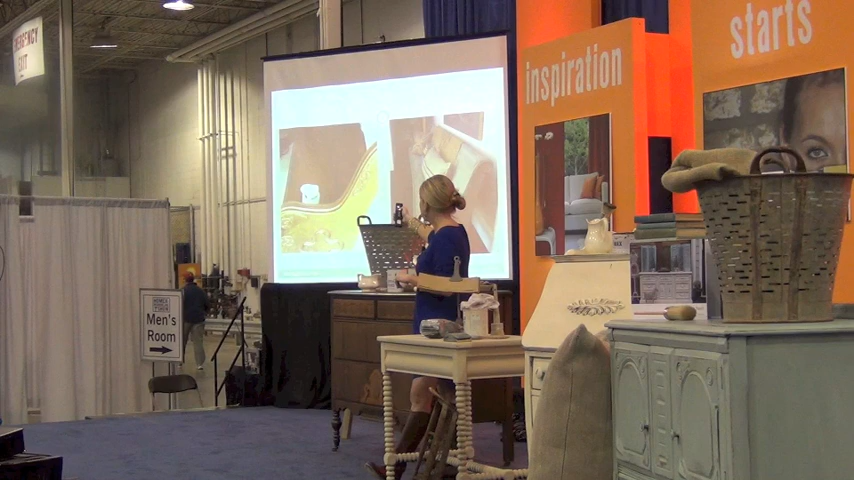 EMERGENCY
EXIT
inspiration
starts
Men's
Room